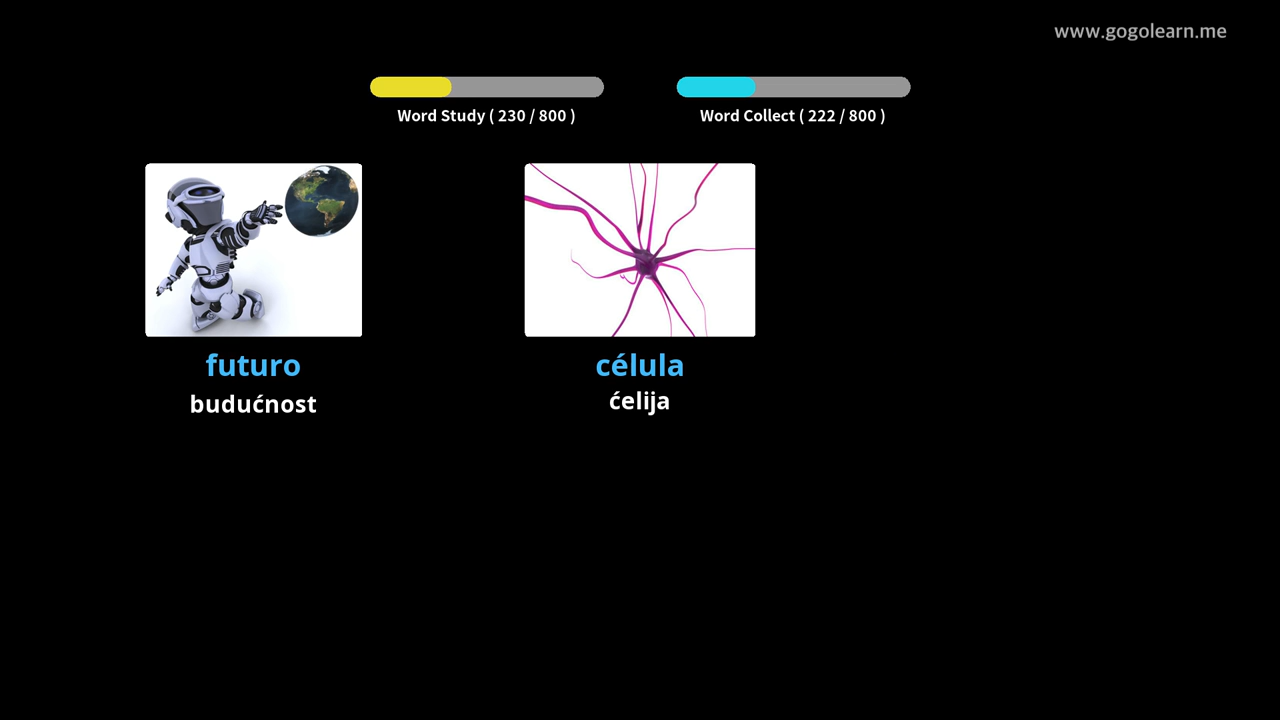 www.gogolearn.me
Word Study ( 230 / 800 )
Word Collect ( 222 / 800 )
futuro
budućnost
célula
ćelija